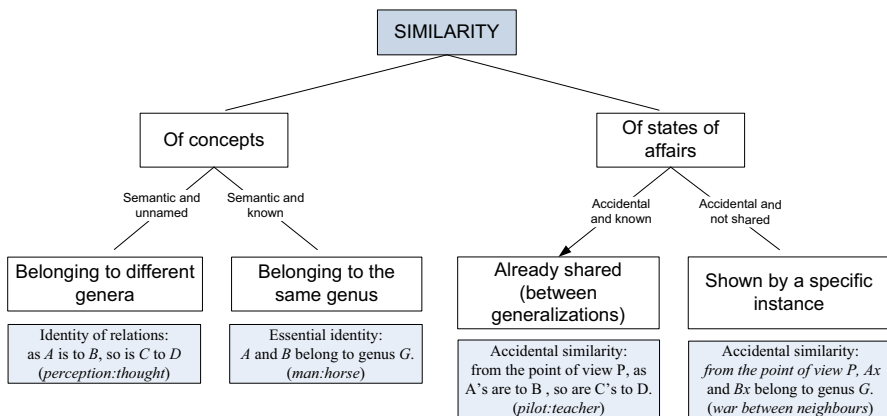 SIMILARITY
Of concepts
Of states of
affairs
Semantic and
unnamed
Semantic and
known
Accidental
and known
Accidental and
not shared
Belonging to different
genera
Belonging to the
same genus
Already shared
(between
generalizations)
Shown by a specific
instance
Identity of relations:
as A is to B, so is C to D
(perception:thought)
Essential identity:
A and B belong to genus G.
(man:horse)
Accidental similarity:
from the point of view P, as
A's are to B , so are C's to D.
(pilot:teacher)
Accidental similarity:
from the point of view P, Ax
and Bx belong to genus G.
(war between neighbours)